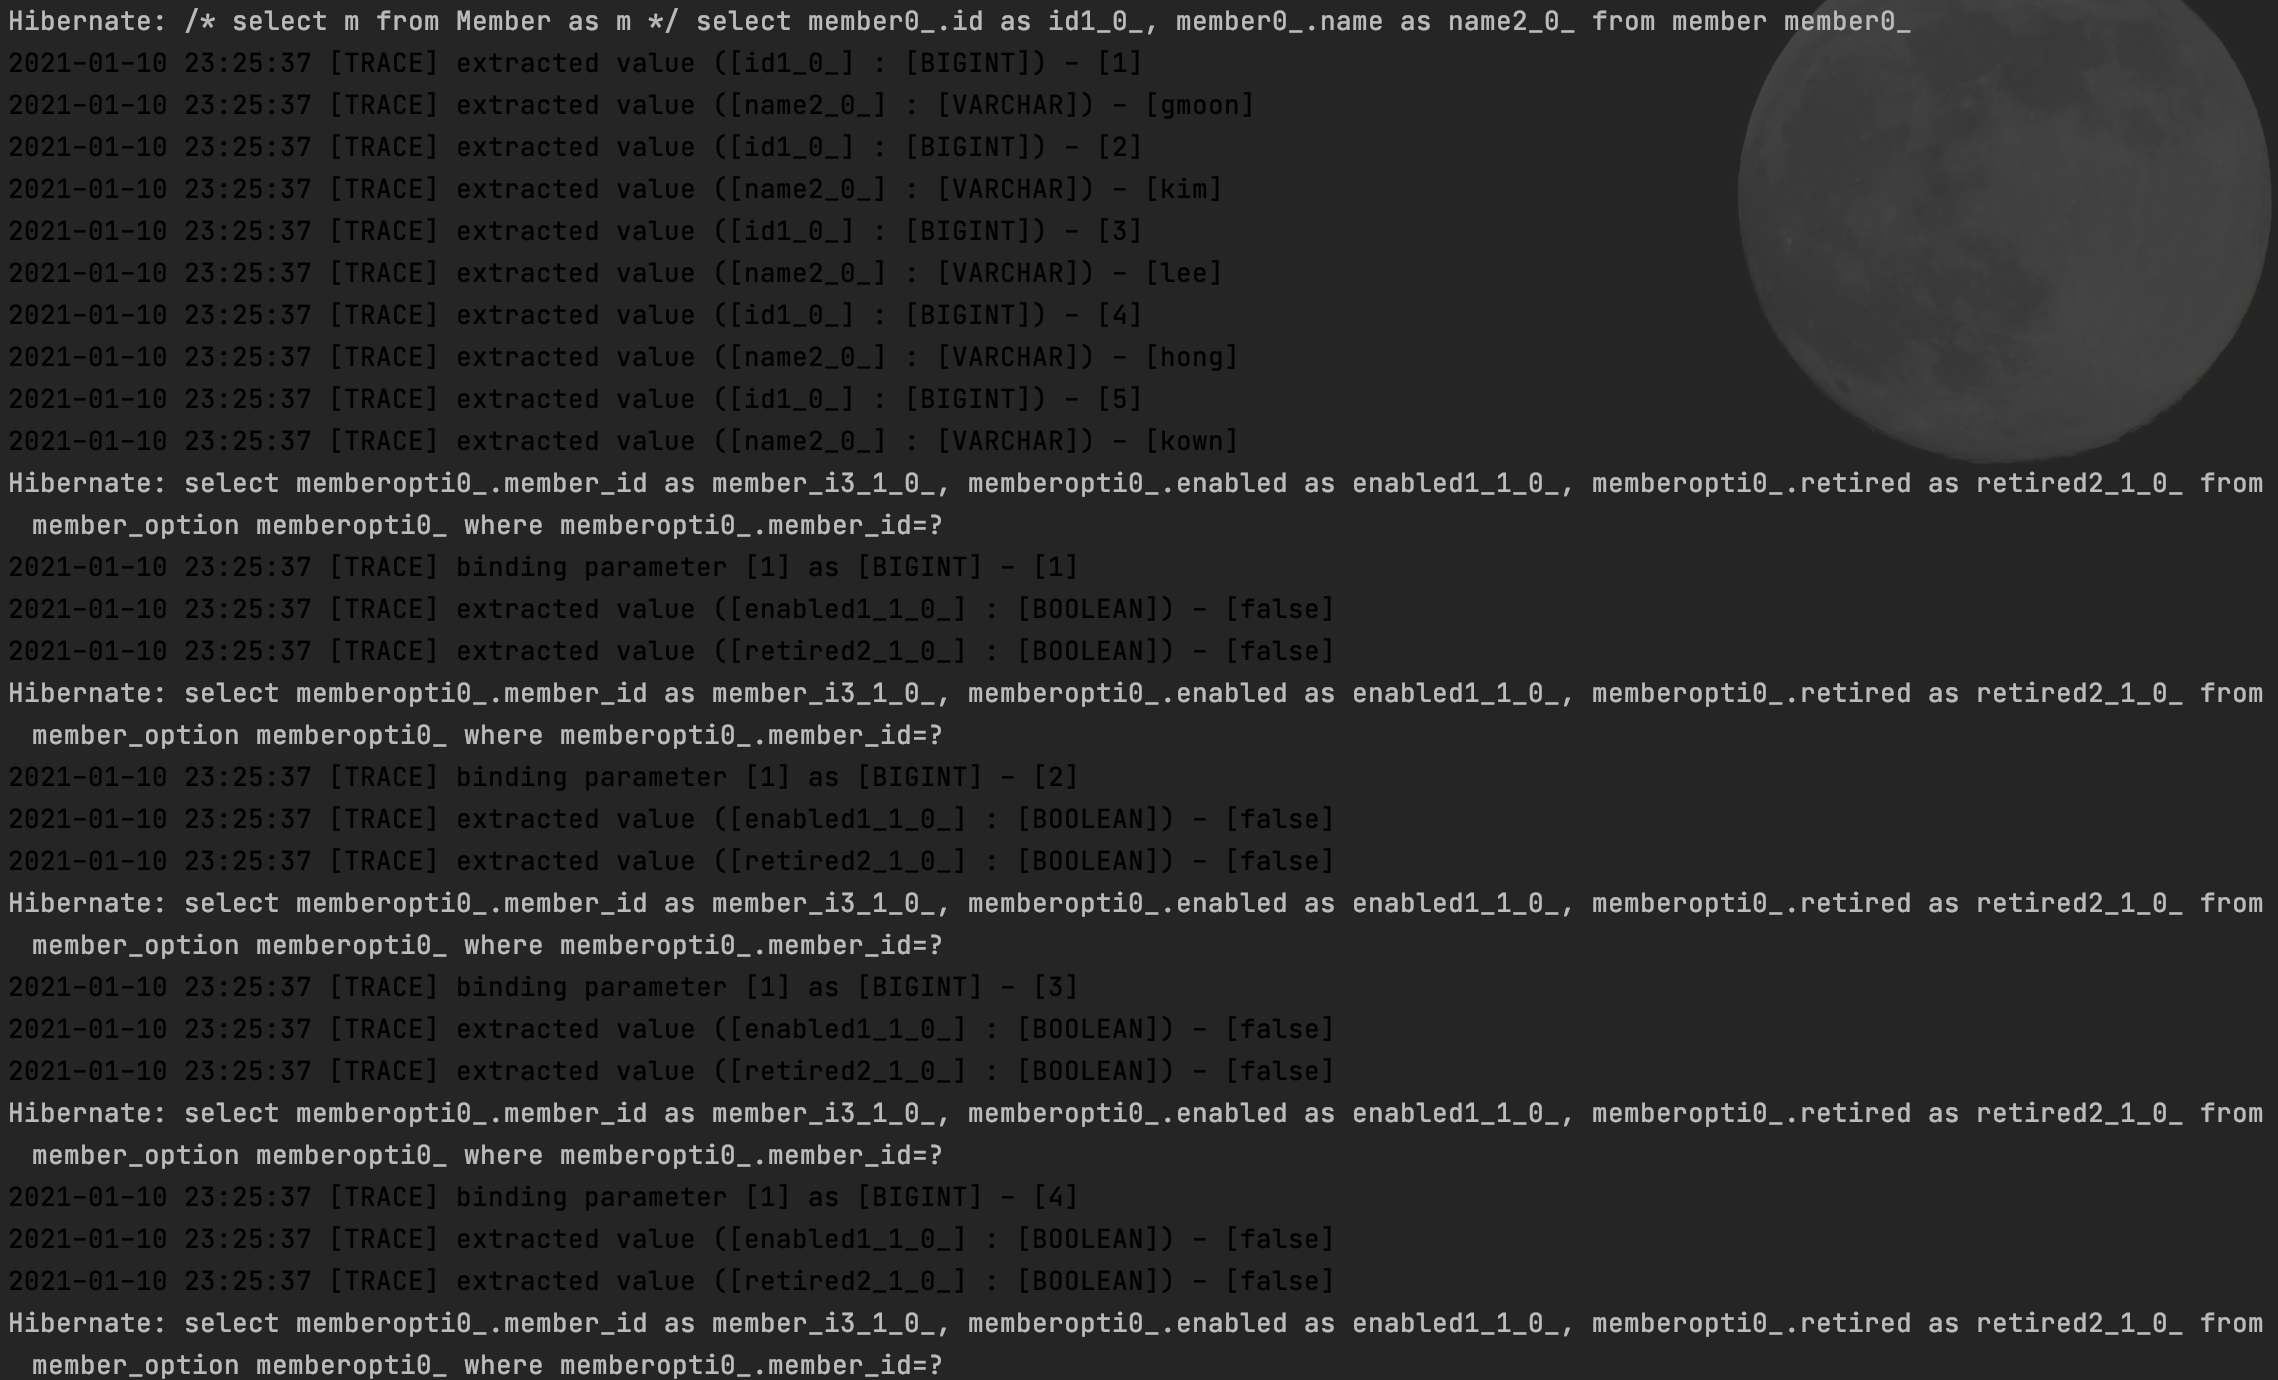 Hibernate: /* select m from Member as m */ select member0_.id as id1_0_, member0_.name as name2_0_ from member member0_
2021-01-10 23:25:37 [TRACE] extracted value ([id1_0_] : [BIGINT]) - [1]
2021-01-10 23:25:37 [TRACE] extracted value ([name2_0_] : [VARCHAR]) - [gmoon]
2021-01-10 23:25:37 [TRACE] extracted value ([id1_0_] : [BIGINT]) - [2]
2021-01-10 23:25:37 [TRACE] extracted value ([name2_0_] : [VARCHAR]) - [kim]
2021-01-10 23:25:37 [TRACE] extracted value ([id1_0_] : [BIGINT]) - [3]
2021-01-10 23:25:37 [TRACE] extracted value ([name2_0_] : [VARCHAR]) - [lee]
2021-01-10 23:25:37 [TRACE] extracted value ([id1_0_] : [BIGINT]) - [4]
2021-01-10 23:25:37 [TRACE] extracted value ([name2_0_] : [VARCHAR]) - [hong]
2021-01-10 23:25:37 [TRACE] extracted value ([id1_0_] : [BIGINT]) - [5]
2021-01-10 23:25:37 [TRACE] extracted value ([name2_0_] : [VARCHAR]) - [kown]
Hibernate: select memberopti0_.member_id as member_i3_1_0_, memberopti0_.enabled as enabled1_1_0_, memberopti0_.retired as retired2_1_0_ from
member_option memberopti0_ where memberopti0_.member_id=?
2021-01-10 23:25:37 [TRACE] binding parameter [1] as [BIGINT] - [1]
2021-01-10 23:25:37 [TRACE] extracted value ([enabled1_1_0_] : [BOOLEAN]) - [false]
2021-01-10 23:25:37 [TRACE] extracted value ([retired2_1_0_] : [BOOLEAN]) - [false]
Hibernate: select memberopti0_.member_id as member_i3_1_0_, memberopti0_.enabled as enabled1_1_0_, memberopti0_.retired as retired2_1_0_ from
member_option memberopti0_ where memberopti0_.member_id=?
2021-01-10 23:25:37 [TRACE] binding parameter [1] as [BIGINT] - [2]
2021-01-10 23:25:37 [TRACE] extracted value ([enabled1_1_0_] : [BOOLEAN]) - [false]
2021-01-10 23:25:37 [TRACE] extracted value ([retired2_1_0_] : [BOOLEAN]) - [false]
Hibernate: select memberopti0_.member_id as member_i3_1_0_, memberopti0_.enabled as enabled1_1_0_, memberopti0_.retired as retired2_1_0_ from
member_option memberopti0_ where memberopti0_.member_id=?
2021-01-10 23:25:37 [TRACE] binding parameter [1] as [BIGINT] - [3]
2021-01-10 23:25:37 [TRACE] extracted value ([enabled1_1_0_] : [BOOLEAN]) - [false]
2021-01-10 23:25:37 [TRACE] extracted value ([retired2_1_0_] : [BOOLEAN]) - [false]
Hibernate: select memberopti0_.member_id as member_i3_1_0_, memberopti0_.enabled as enabled1_1_0_, memberopti0_.retired as retired2_1_0_ from
member_option memberopti0_ where memberopti0_.member_id=?
2021-01-10 23:25:37 [TRACE] binding parameter [1] as [BIGINT] - [4]
2021-01-10 23:25:37 [TRACE] extracted value ([enabled1_1_0_] : [BOOLEAN]) - [false]
2021-01-10 23:25:37 [TRACE] extracted value ([retired2_1_0_] : [BOOLEAN]) - [false]
Hibernate: select memberopti0_.member_id as member_i3_1_0_, memberopti0_.enabled as enabled1_1_0_, memberopti0_.retired as retired2_1_0_ from
member_option memberopti0_ where memberopti0_.member_id=?